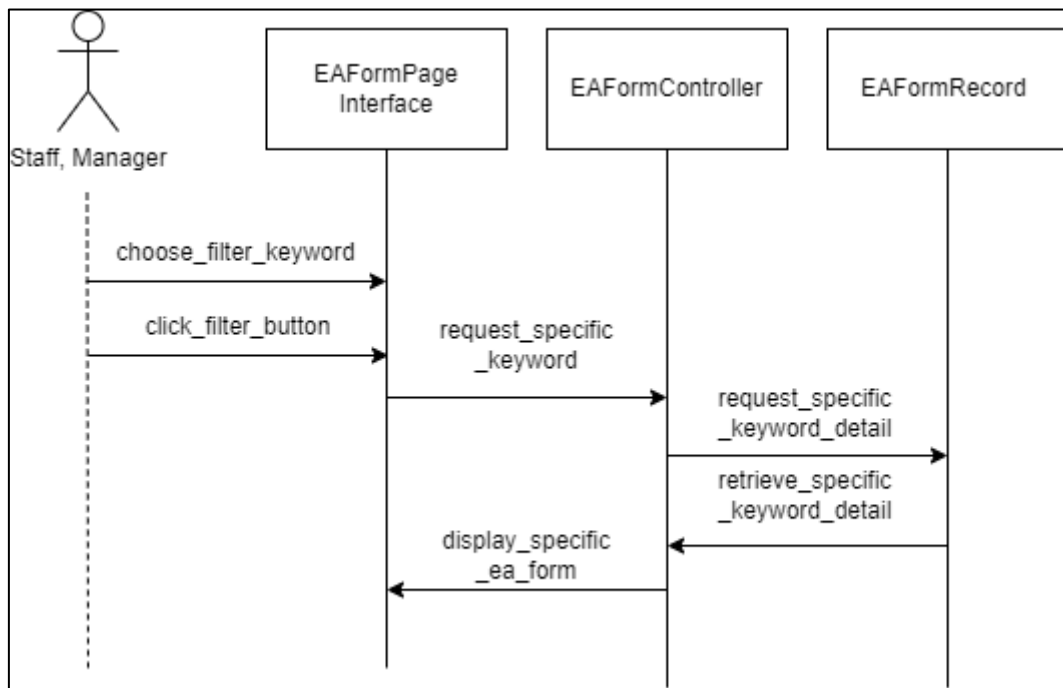 EAFormPage
Interface
EAFormController
EAFormRecord
Staff, Manager
choose_filter_keyword
click_filter_button
request_specific
_keyword
request_specific
_keyword_detail
retrieve_specific
_keyword_detail
display_specific
_ea_form